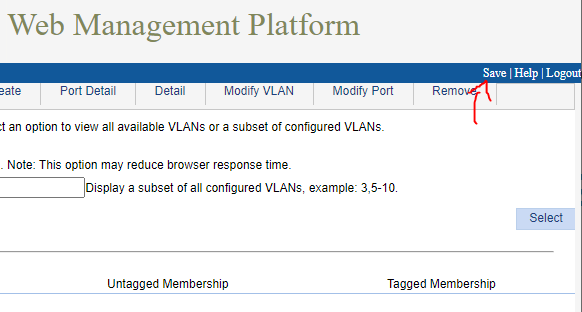 Web Management Platform
Save | Help | Logout
eate Port Detail Detail Modify VLAN Modify Port Remove
ct an option to view all available VLANs or a subset of configured VLANs.
. Note: This option may reduce browser response time.
Display a subset of all configured VLANs, example: 3,5-10.
Select
Untagged Membership Tagged Membership